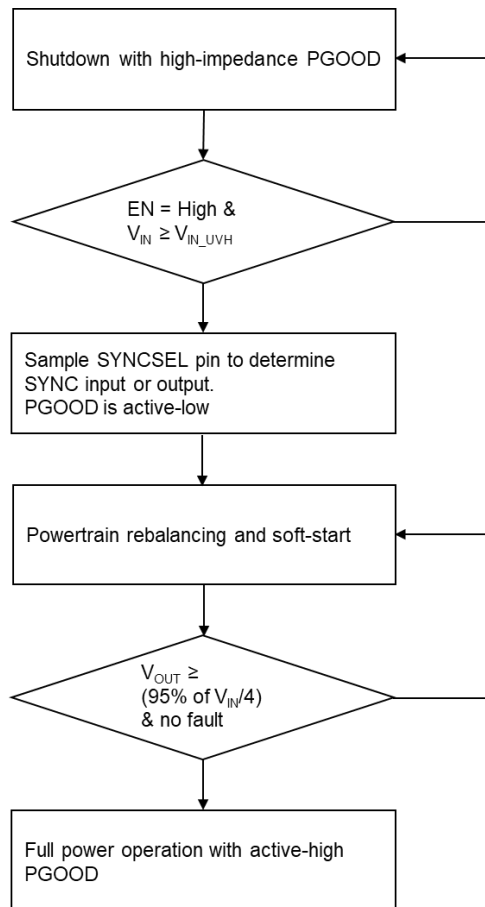 Shutdown with high-impedance PGOOD
EN = High &
V_IN ≥ V_IN_UVH
Sample SYNCSEL pin to determine
SYNC input or output.
PGOOD is active-low
Powertrain rebalancing and soft-start
V_OUT ≥
(95% of V_IN/4)
& no fault
Full power operation with active-high
PGOOD